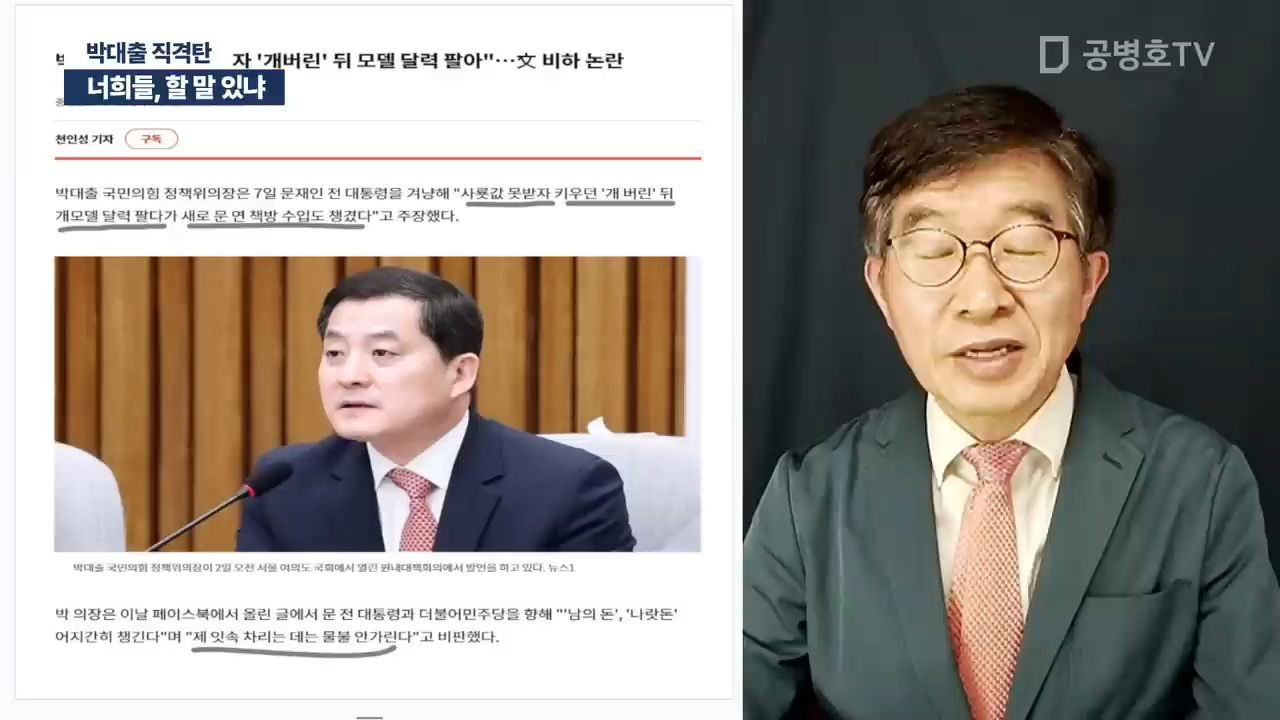 박대출 직격탄
너희들, 할 말 있냐
자 '개버린' 뒤 모델 달력 팔아"…文 비하 논란
공병호TV
천인성 기자
구독
박대출 국민의힘 정책위의장은 7일 문재인 전 대통령을 겨냥해 "사룟값 못받자 키우던 '개 버린' 뒤
개모델 달력 팔다가 새로 문 연 책방 수입도 챙겼다"고 주장했다.
박대출 국민의힘 정책위의장이 2일 오전 서울 여의도 국회에서 열린 원내대책회의에서 발언을 하고 있다. 뉴스1
박 의장은 이날 페이스북에서 올린 글에서 문 전 대통령과 더불어민주당을 향해 "'남의 돈', '나랏돈'
어지간히 챙긴다"며 "제 잇속 차리는 데는 물불 안가린다"고 비판했다.